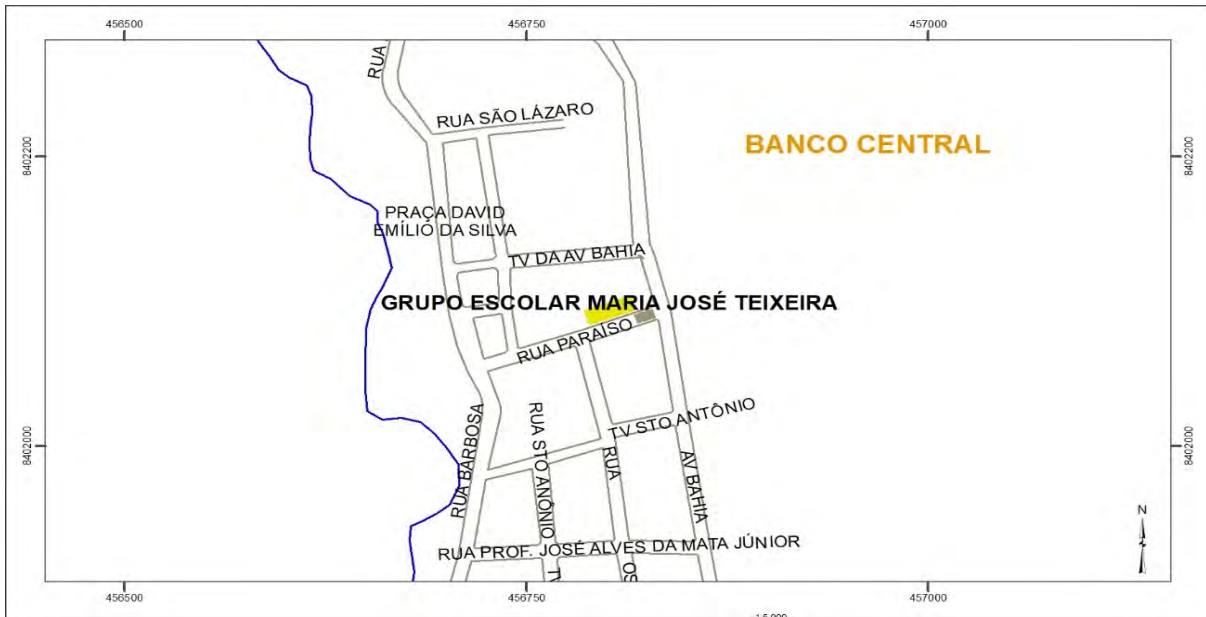 456500
456750
457000
RUA
RUA SÃO LÁZARO
BANCO CENTRAL
8402200
8402200
PRAÇA DAVID
EMÍLIO DA SILVA
TV DA AV BAHIA
GRUPO ESCOLAR MARIA JOSÉ TEIXEIRA
RUA PARAÍSO
RUA BARBOSA
RUA STO ANÔNIO
TV STO ANTÔNIO
RUA
AV BAHIA
8402000
8402000
N
RUA PROF. JOSÉ ALVES DA MATA JÚNIOR
TV
SO
456500
456750
457000